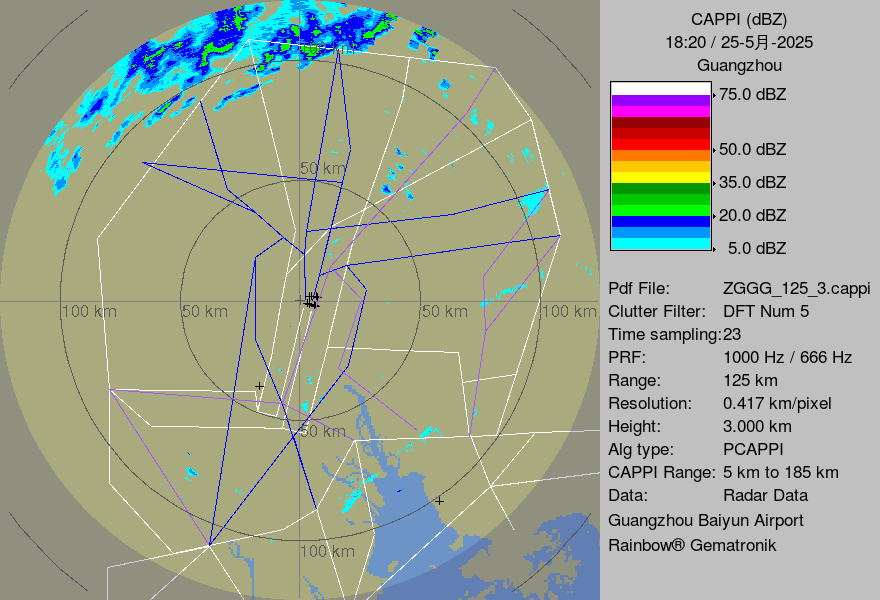 CAPPI (dBZ)
18:20 / 25-5月-2025
Guangzhou
75.0 dBZ
50.0 dBZ
35.0 dBZ
20.0 dBZ
5.0 dBZ
Pdf File: ZGGG_125_3.cappi
Clutter Filter: DFT Num 5
Time sampling:23
PRF: 1000 Hz / 666 Hz
Range: 125 km
Resolution: 0.417 km/pixel
Height: 3.000 km
Alg type: PCAPPI
CAPPI Range: 5 km to 185 km
Data: Radar Data
Guangzhou Baiyun Airport
Rainbow® Gematronik
50 km
100 km
50 km
50 km
100 km
50 km
100 km